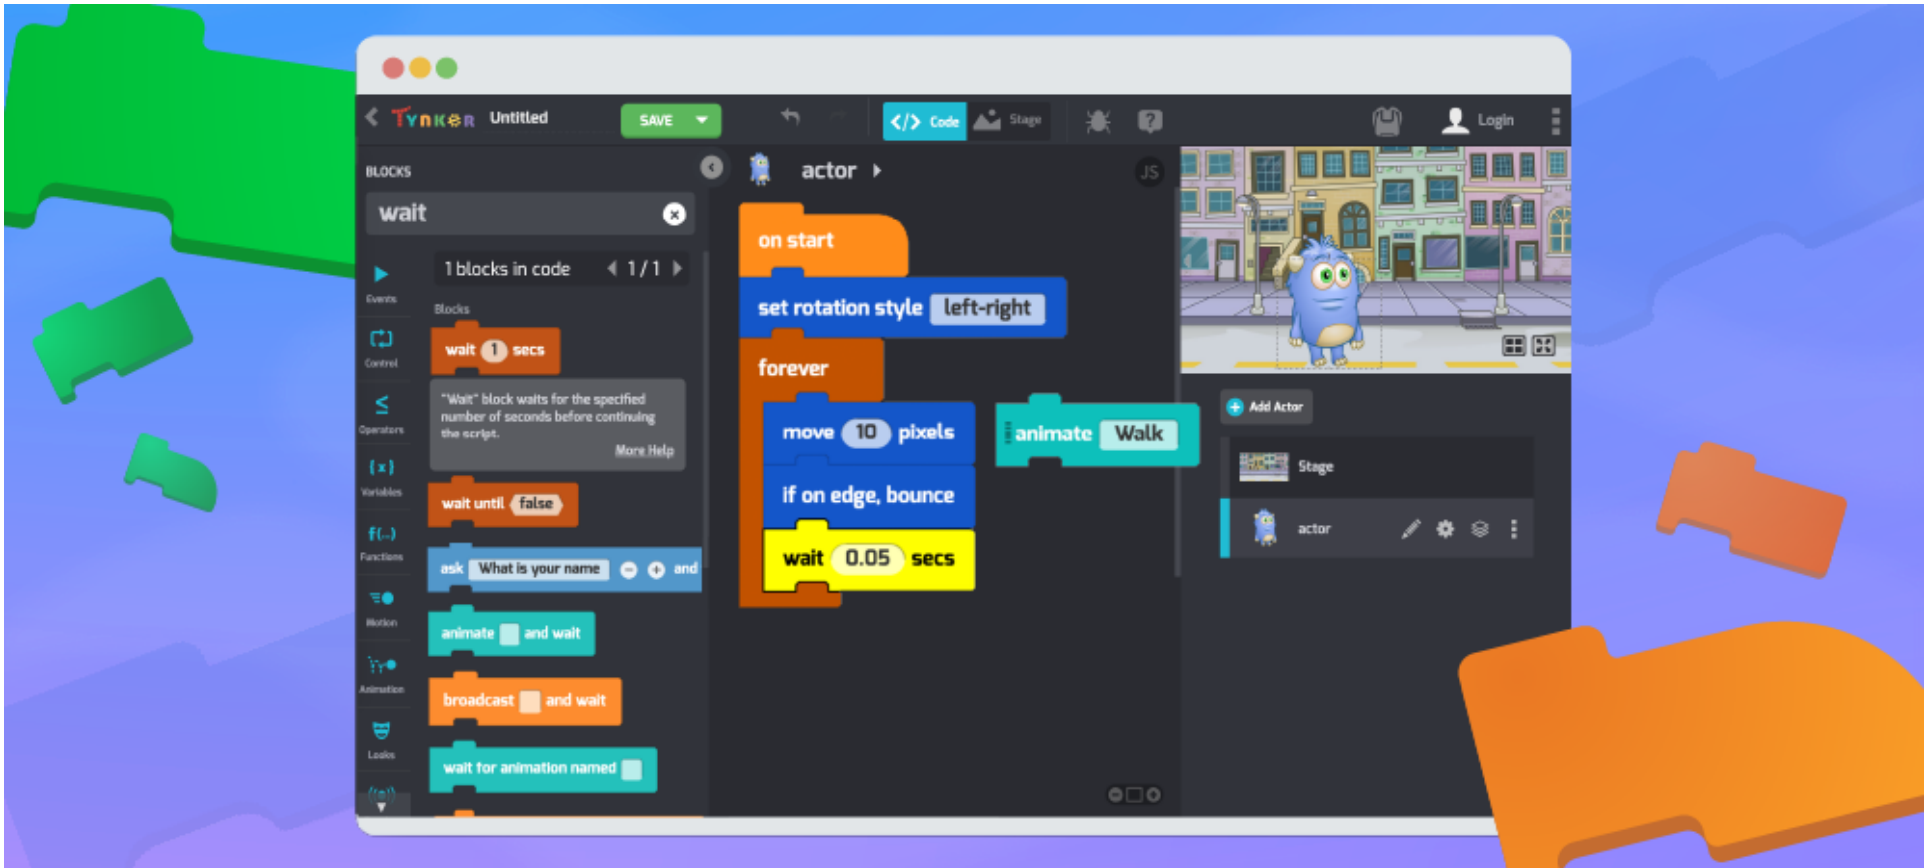 TYNKER Untitled
SAVE
</> Code
Stage
?
Login
BLOCKS
wait
1 blocks in code
1 / 1
Blocks
Events
Control
Operators
{x}
Variables
f(...)
Functions
Motion
Animation
Looks
wait 1 secs
"Wait" block waits for the specified
number of seconds before continuing
the script.
More Help
wait until false
ask What is your name and
animate and wait
broadcast and wait
wait for animation named
actor
JS
on start
set rotation style left-right
forever
move 10 pixels
if on edge, bounce
wait 0.05 secs
animate Walk
Add Actor
Stage
actor